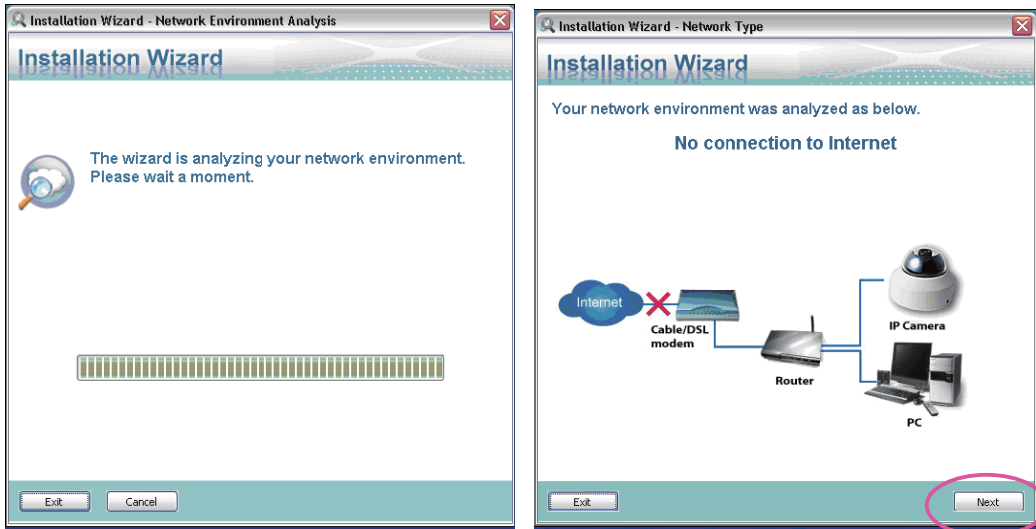 Installation Wizard - Network Environment Analysis
Installation Wizard
The wizard is analyzing your network environment.
Please wait a moment.
Exit
Cancel
Installation Wizard - Network Type
Installation Wizard
Your network environment was analyzed as below.
No connection to Internet
Internet
Cable/DSL
modem
Router
IP Camera
PC
Exit
Next